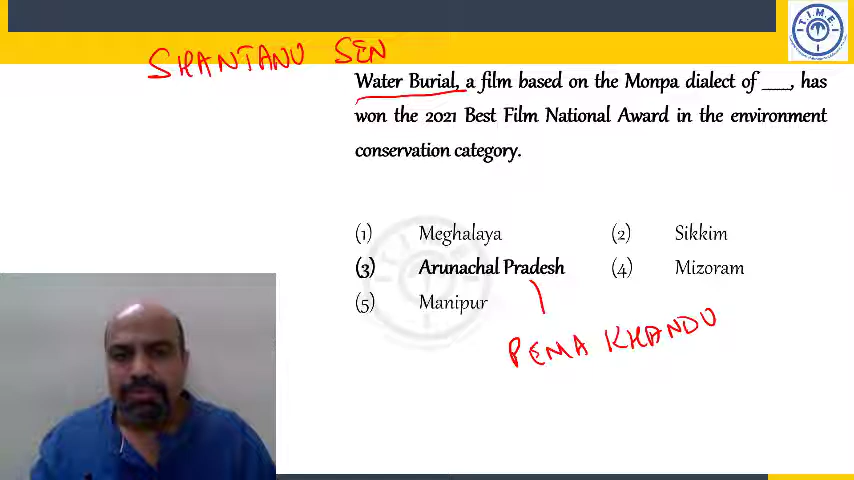 T.I.M.E.
SHANTANU SEN
Water Burial, a film based on the Monpa dialect of ____, has
won the 2021 Best Film National Award in the environment
conservation category.
(1) Meghalaya (2) Sikkim
(3) Arunachal Pradesh (4) Mizoram
(5) Manipur
PEMA KHANDU